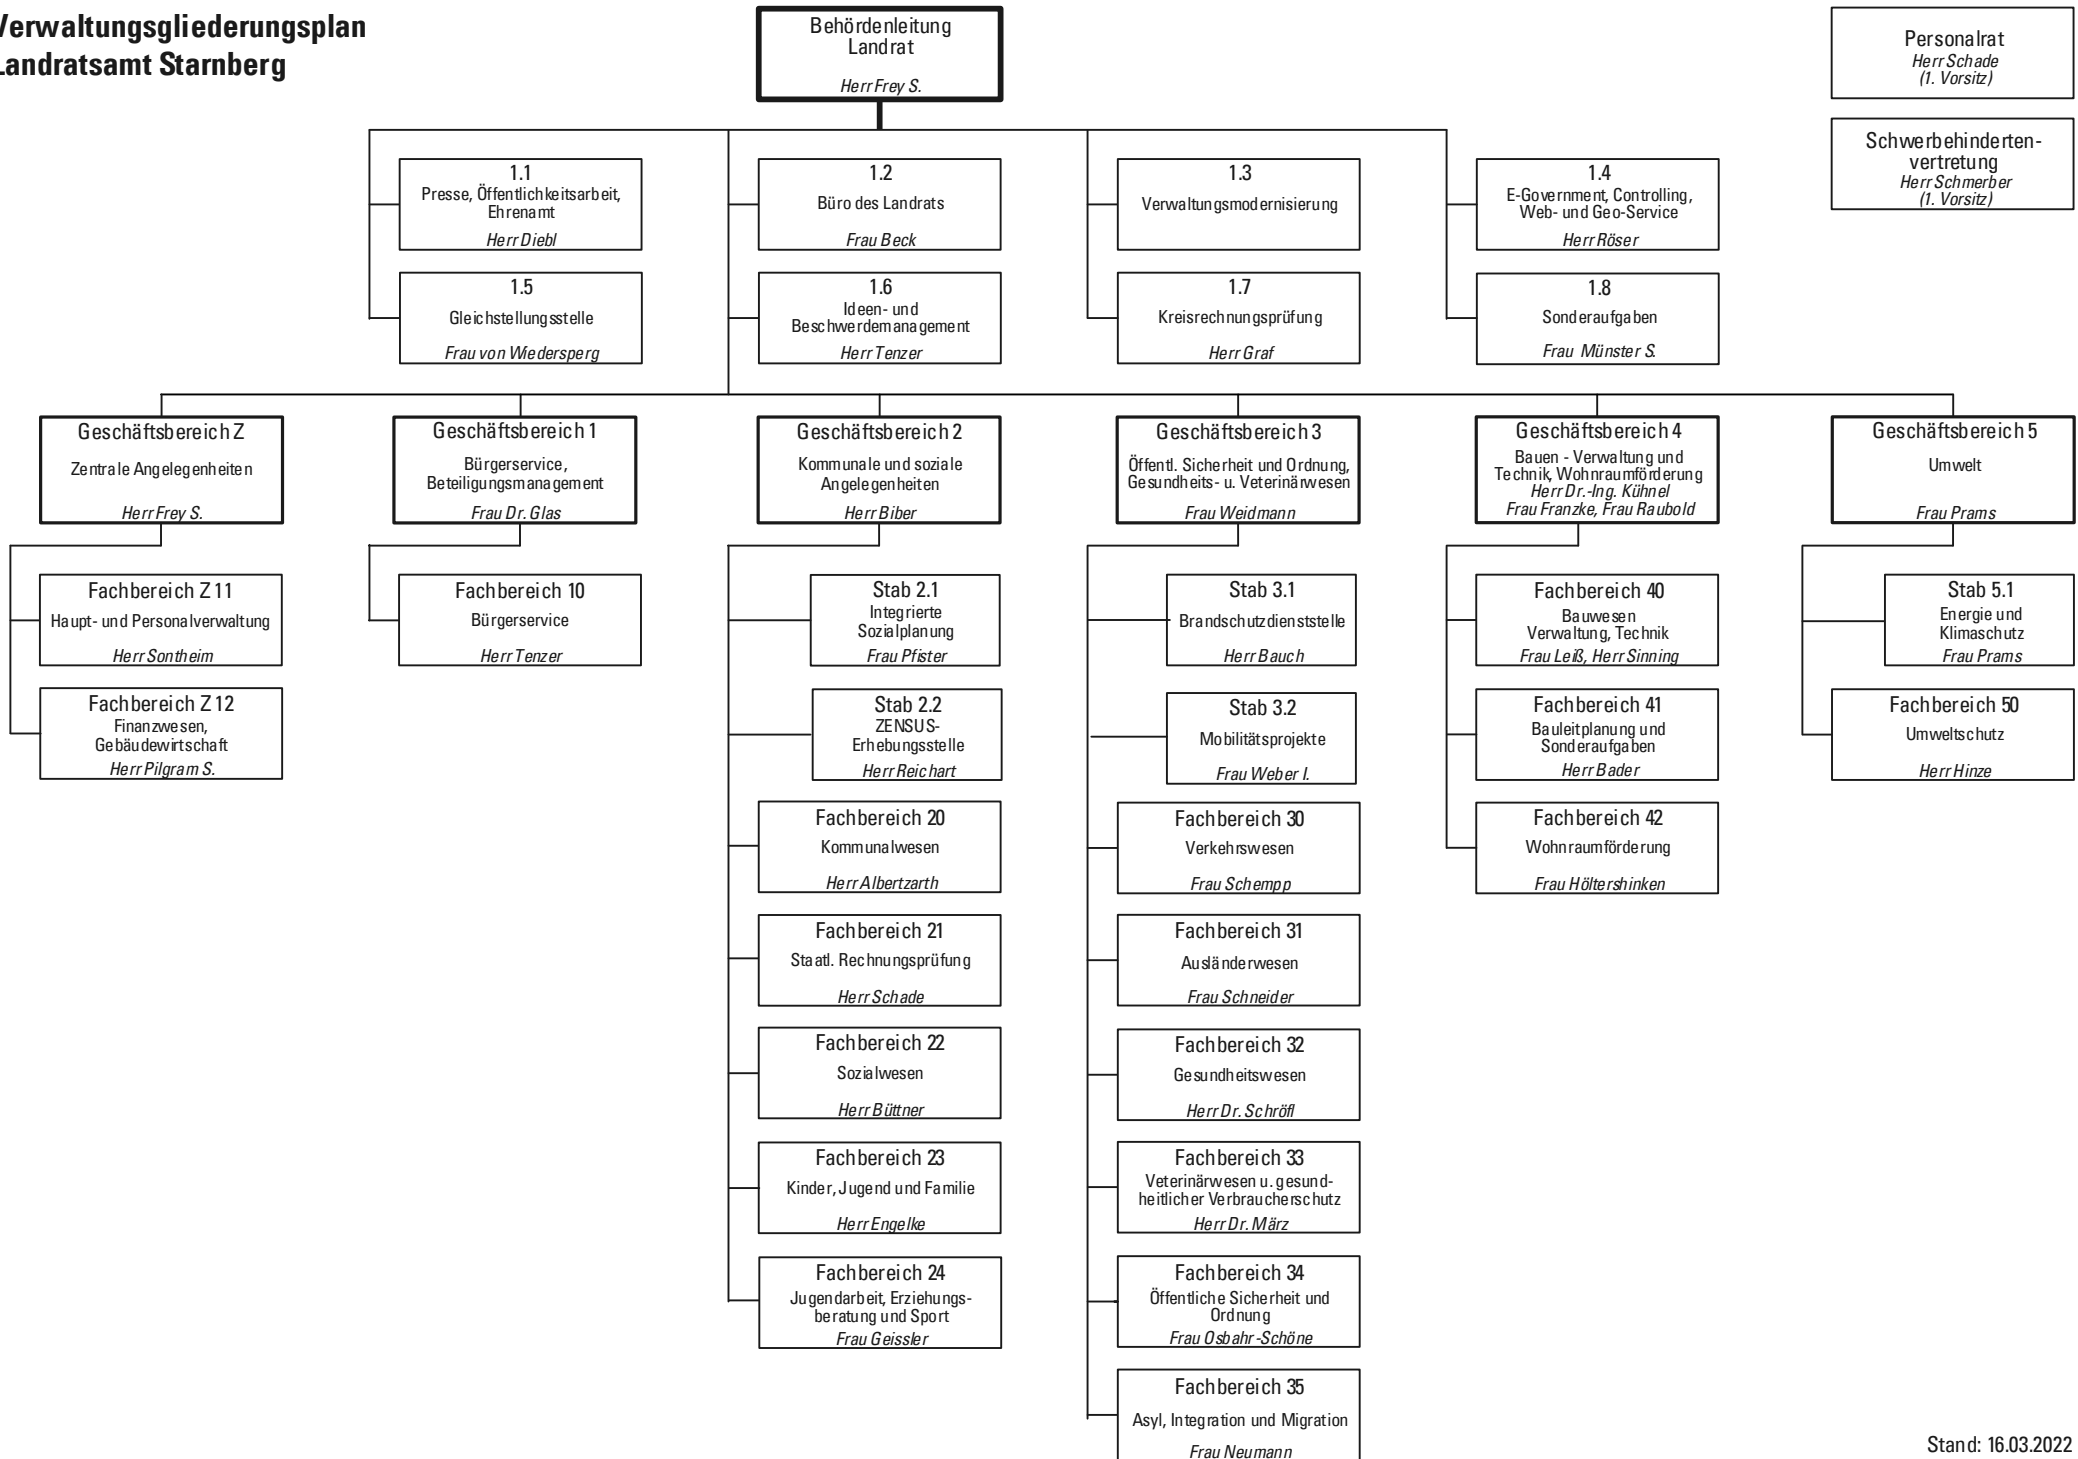 Verwaltungsgliederungsplan
Landratsamt Starnberg
Behördenleitung
Landrat
Herr Frey S.
Personalrat
Herr Schade
(1. Vorsitz)
Schwerbehinderten-
vertretung
Herr Schmerber
(1. Vorsitz)
1.1
Presse, Öffentlichkeitsarbeit,
Ehrenamt
Herr Diebl
1.2
Büro des Landrats
Frau Beck
1.3
Verwaltungsmodernisierung
1.4
E-Government, Controlling,
Web- und Geo-Service
Herr Röser
1.5
Gleichstellungsstelle
Frau von Wiedersperg
1.6
Ideen- und
Beschwerdemanagement
Herr Tenzer
1.7
Kreisrechnungsprüfung
Herr Graf
1.8
Sonderaufgaben
Frau Münster S.
Geschäftsbereich Z
Zentrale Angelegenheiten
Herr Frey S.
Geschäftsbereich 1
Bürgerservice,
Beteiligungsmanagement
Frau Dr. Glas
Geschäftsbereich 2
Kommunale und soziale
Angelegenheiten
Herr Biber
Geschäftsbereich 3
Öffentl. Sicherheit und Ordnung,
Gesundheits- u. Veterinärwesen
Frau Weidmann
Geschäftsbereich 4
Bauen - Verwaltung und
Technik, Wohnraumförderung
Herr Dr.-Ing. Kühnel
Frau Franzke, Frau Raubold
Geschäftsbereich 5
Umwelt
Frau Prams
Fachbereich Z 11
Haupt- und Personalverwaltung
Herr Sontheim
Fachbereich Z 12
Finanzwesen,
Gebäudewirtschaft
Herr Pilgram S.
Fachbereich 10
Bürgerservice
Herr Tenzer
Stab 2.1
Integrierte
Sozialplanung
Frau Pfister
Stab 2.2
ZENSUS-
Erhebungsstelle
Herr Reichart
Fachbereich 20
Kommunalwesen
Herr Albertzarth
Fachbereich 21
Staatl. Rechnungsprüfung
Herr Schade
Fachbereich 22
Sozialwesen
Herr Büttner
Fachbereich 23
Kinder, Jugend und Familie
Herr Engelke
Fachbereich 24
Jugendarbeit, Erziehungs-
beratung und Sport
Frau Geissler
Stab 3.1
Brandschutzdienststelle
Herr Bauch
Stab 3.2
Mobilitätsprojekte
Frau Weber I.
Fachbereich 30
Verkehrswesen
Frau Schempp
Fachbereich 31
Ausländerwesen
Frau Schneider
Fachbereich 32
Gesundheitswesen
Herr Dr. Schröfl
Fachbereich 33
Veterinärwesen u. gesund-
heitlicher Verbraucherschutz
Herr Dr. März
Fachbereich 34
Öffentliche Sicherheit und
Ordnung
Frau Osbahr-Schöne
Fachbereich 35
Asyl, Integration und Migration
Frau Neumann
Fachbereich 40
Bauwesen
Verwaltung, Technik
Frau Leiß, Herr Sinning
Fachbereich 41
Bauleitplanung und
Sonderaufgaben
Herr Bader
Fachbereich 42
Wohnraumförderung
Frau Höltershinken
Stab 5.1
Energie und
Klimaschutz
Frau Prams
Fachbereich 50
Umweltschutz
Herr Hinze
Stand: 16.03.2022